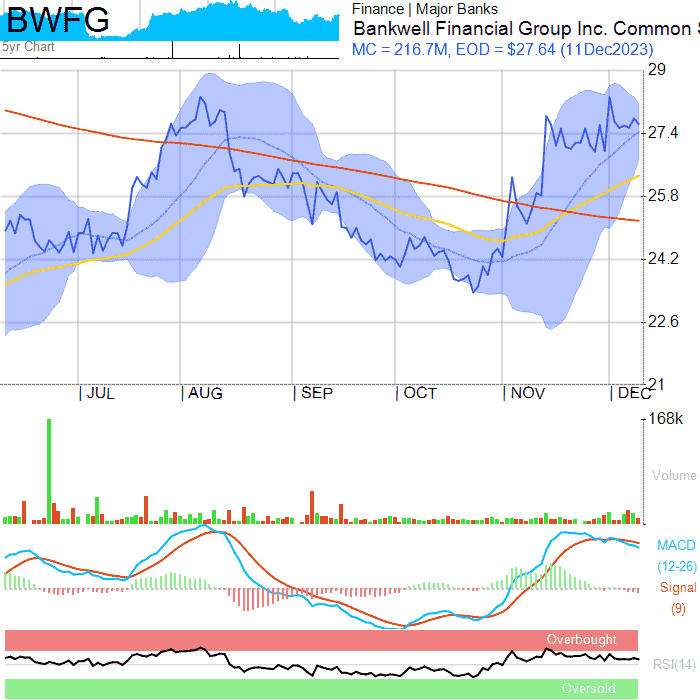 BWFG
5yr Chart
Finance | Major Banks
Bankwell Financial Group Inc. Common S
MC = 216.7M, EOD = $27.64 (11Dec2023)
29
27.4
25.8
24.2
22.6
21
| JUL | AUG | SEP | OCT | NOV | DEC
168k
Volume
MACD
(12-26)
Signal
(9)
Overbought
RSI(14)
Oversold